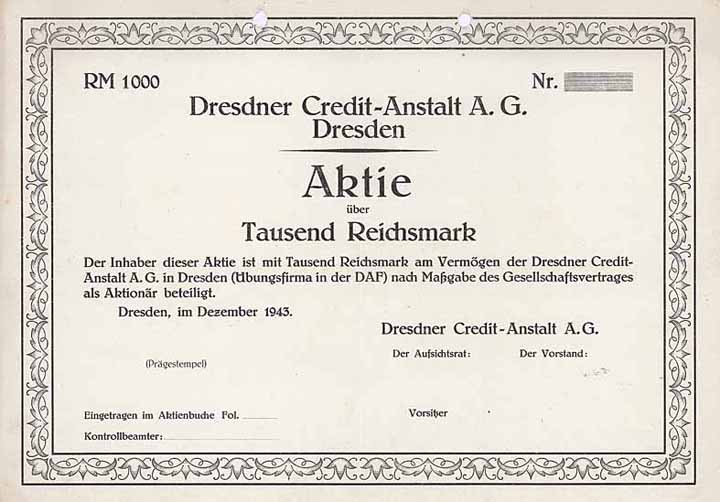 RM 1000 Nr.
Dresdner Credit-Anstalt A. G.
Dresden
Aktie
über
Tausend Reichsmark
Der Inhaber dieser Aktie ist mit Tausend Reichsmark am Vermögen der Dresdner Credit-
Anstalt A. G. in Dresden (Übungsfirma in der DAF) nach Maßgabe des Gesellschaftsvertrages
als Aktionär beteiligt.
Dresden, im Dezember 1943.
Dresdner Credit-Anstalt A. G.
Der Aufsichtsrat: Der Vorstand:
(Prägestempel)
Eingetragen im Aktienbuche Fol.
Vorsitzer
Kontrollbeamter: